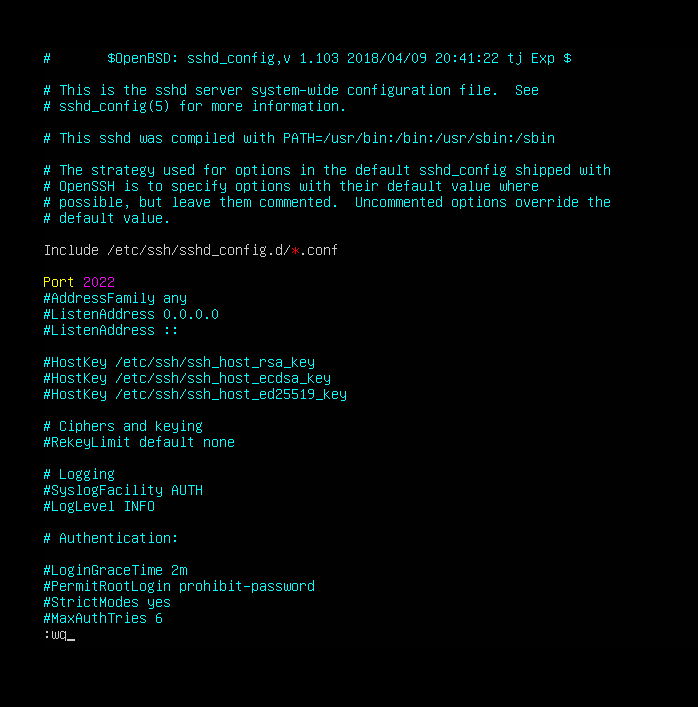 #       $OpenBSD: sshd_config,v 1.103 2018/04/09 20:41:22 tj Exp $
# This is the sshd server system-wide configuration file.  See
# sshd_config(5) for more information.
# This sshd was compiled with PATH=/usr/bin:/bin:/usr/sbin:/sbin
# The strategy used for options in the default sshd_config shipped with
# OpenSSH is to specify options with their default value where
# possible, but leave them commented.  Uncommented options override the
# default value.
Include /etc/ssh/sshd_config.d/*.conf
Port 2022
#AddressFamily any
#ListenAddress 0.0.0.0
#ListenAddress ::
#HostKey /etc/ssh/ssh_host_rsa_key
#HostKey /etc/ssh/ssh_host_ecdsa_key
#HostKey /etc/ssh/ssh_host_ed25519_key
# Ciphers and keying
#RekeyLimit default none
# Logging
#SyslogFacility AUTH
#LogLevel INFO
# Authentication:
#LoginGraceTime 2m
#PermitRootLogin prohibit-password
#StrictModes yes
#MaxAuthTries 6
:wq